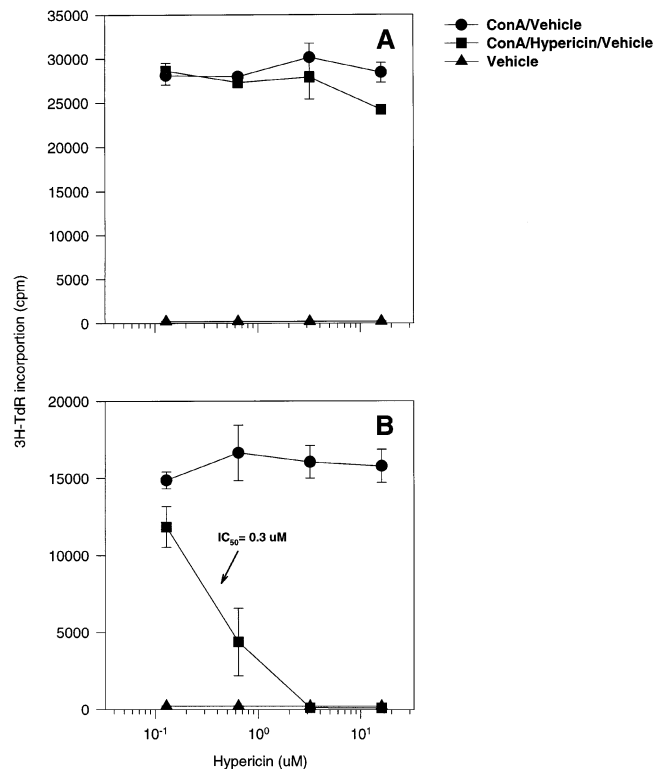 35000
30000
25000
20000
15000
10000
5000
0
A
ConA/Vehicle
ConA/Hypericin/Vehicle
Vehicle
3H-TdR incorportion (cpm)
20000
15000
10000
5000
0
B
IC50= 0.3 uM
10-1
100
101
Hypericin (uM)